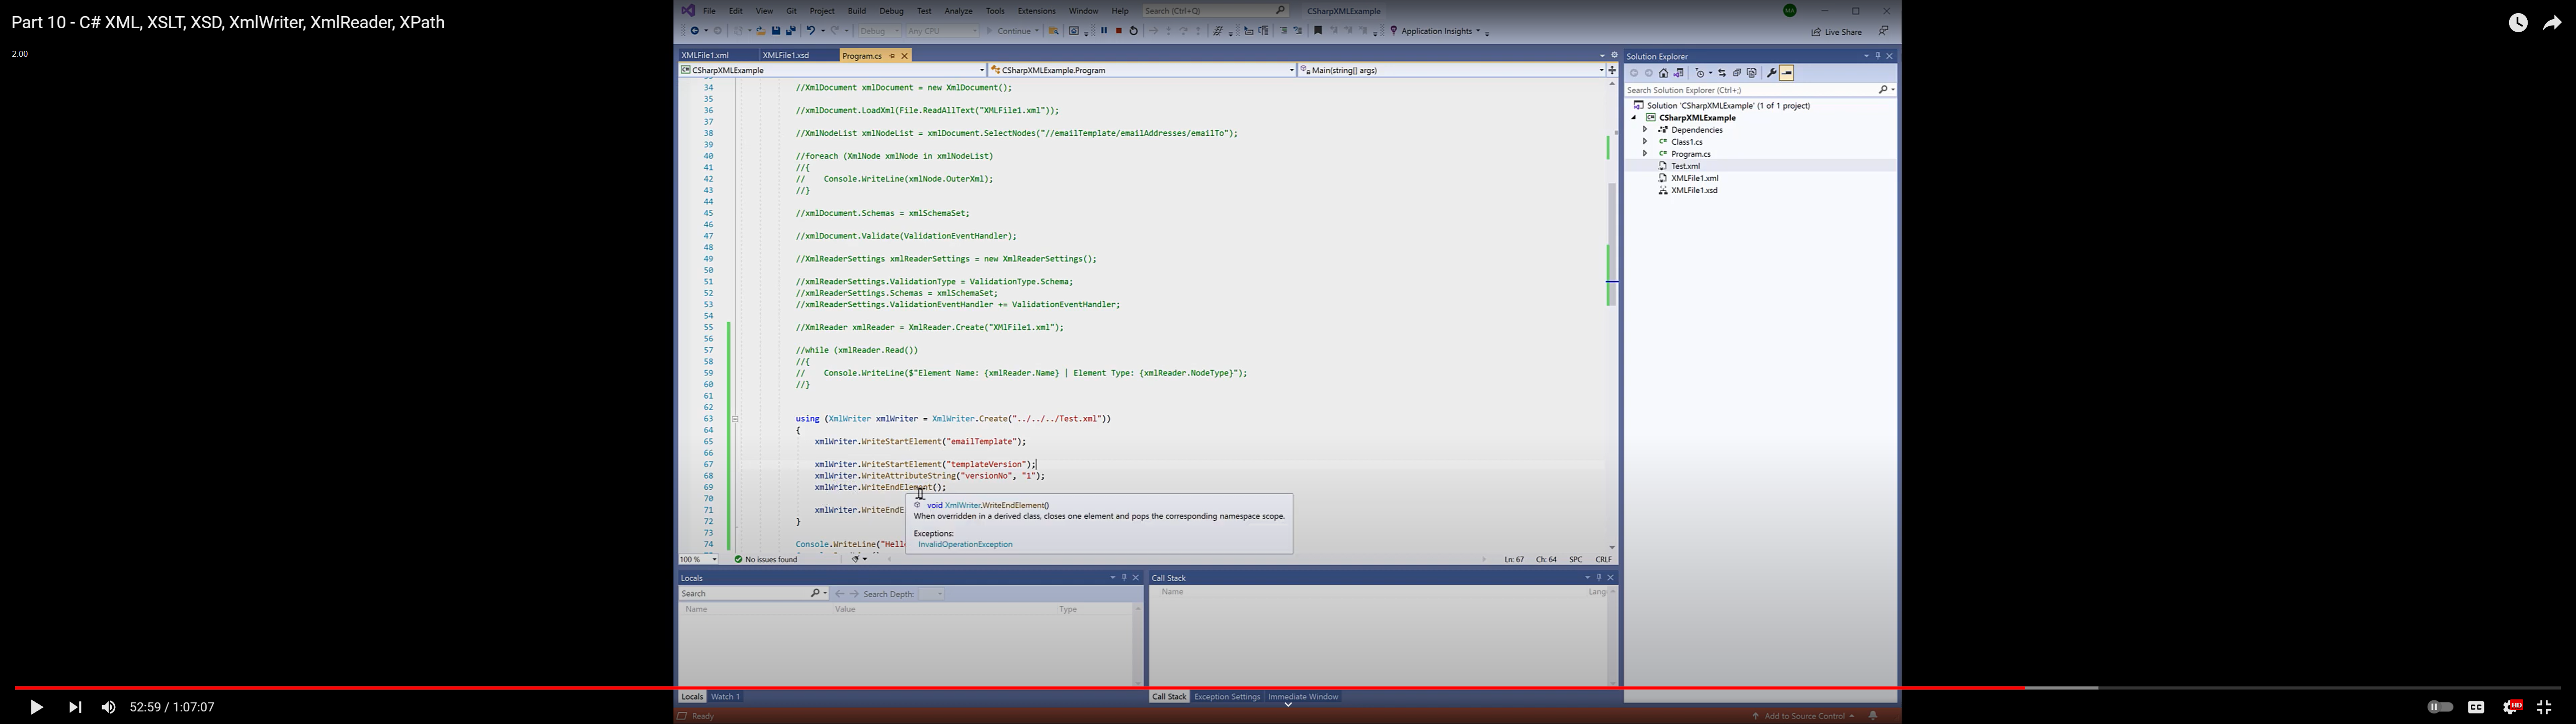 Part 10 - C# XML, XSLT, XSD, XmlWriter, XmlReader, XPath
2.00
File Edit View Git Project Build Debug Test Analyze Tools Extensions Window Help Search (Ctrl+Q) CSharpXMLExample MA
Debug Any CPU Continue Application Insights Live Share
XMLFile1.xml XMLFile1.xsd Program.cs
CSharpXMLExample CSharpXMLExample.Program Main(string[] args)
34 //XmlDocument xmlDocument = new XmlDocument();
35
36 //xmlDocument.LoadXml(File.ReadAllText("XMLFile1.xml"));
37
38 //XmlNodeList xmlNodeList = xmlDocument.SelectNodes("//emailTemplate/emailAddresses/emailTo");
39
40 //foreach (XmlNode xmlNode in xmlNodeList)
41 //{
42 // Console.WriteLine(xmlNode.OuterXml);
43 //}
44
45 //xmlDocument.Schemas = xmlSchemaSet;
46
47 //xmlDocument.Validate(ValidationEventHandler);
48
49 //XmlReaderSettings xmlReaderSettings = new XmlReaderSettings();
50
51 //xmlReaderSettings.ValidationType = ValidationType.Schema;
52 //xmlReaderSettings.Schemas = xmlSchemaSet;
53 //xmlReaderSettings.ValidationEventHandler += ValidationEventHandler;
54
55 //XmlReader xmlReader = XmlReader.Create("XMlFile1.xml");
56
57 //while (xmlReader.Read())
58 //{
59 // Console.WriteLine($"Element Name: {xmlReader.Name} | Element Type: {xmlReader.NodeType}");
60 //}
61
62
63 using (XmlWriter xmlWriter = XmlWriter.Create("../../../Test.xml"))
64 {
65 xmlWriter.WriteStartElement("emailTemplate");
66
67 xmlWriter.WriteStartElement("templateVersion");
68 xmlWriter.WriteAttributeString("versionNo", "1");
69 xmlWriter.WriteEndElement();
70
71 xmlWriter.WriteEndE
72 }
73
74 Console.WriteLine("Hell
void XmlWriter.WriteEndElement()
When overridden in a derived class, closes one element and pops the corresponding namespace scope.
Exceptions:
InvalidOperationException
100 % No issues found Ln: 67 Ch: 64 SPC CRLF
Solution Explorer
Search Solution Explorer (Ctrl+;)
Solution 'CSharpXMLExample' (1 of 1 project)
CSharpXMLExample
Dependencies
Class1.cs
Program.cs
Test.xml
XMLFile1.xml
XMLFile1.xsd
Locals
Search Search Depth:
Name Value Type
Locals Watch 1
Call Stack
Name Lang
Call Stack Exception Settings Immediate Window
Ready Add to Source Control
52:59 / 1:07:07 CC HD